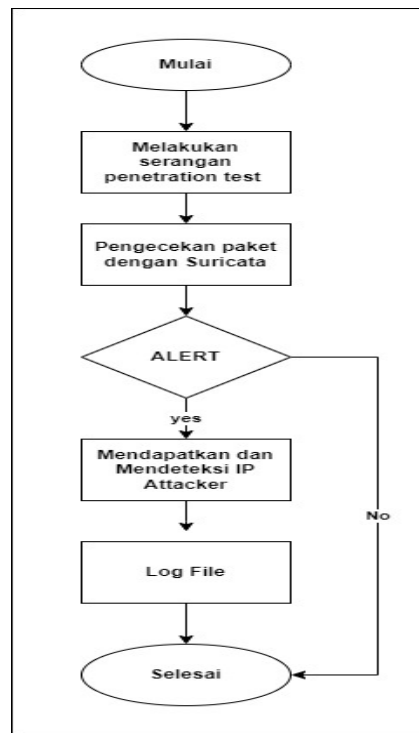 Mulai
Melakukan
serangan
penetration test
Pengecekan paket
dengan Suricata
ALERT
yes
Mendapatkan dan
Mendeteksi IP
Attacker
No
Log File
Selesai